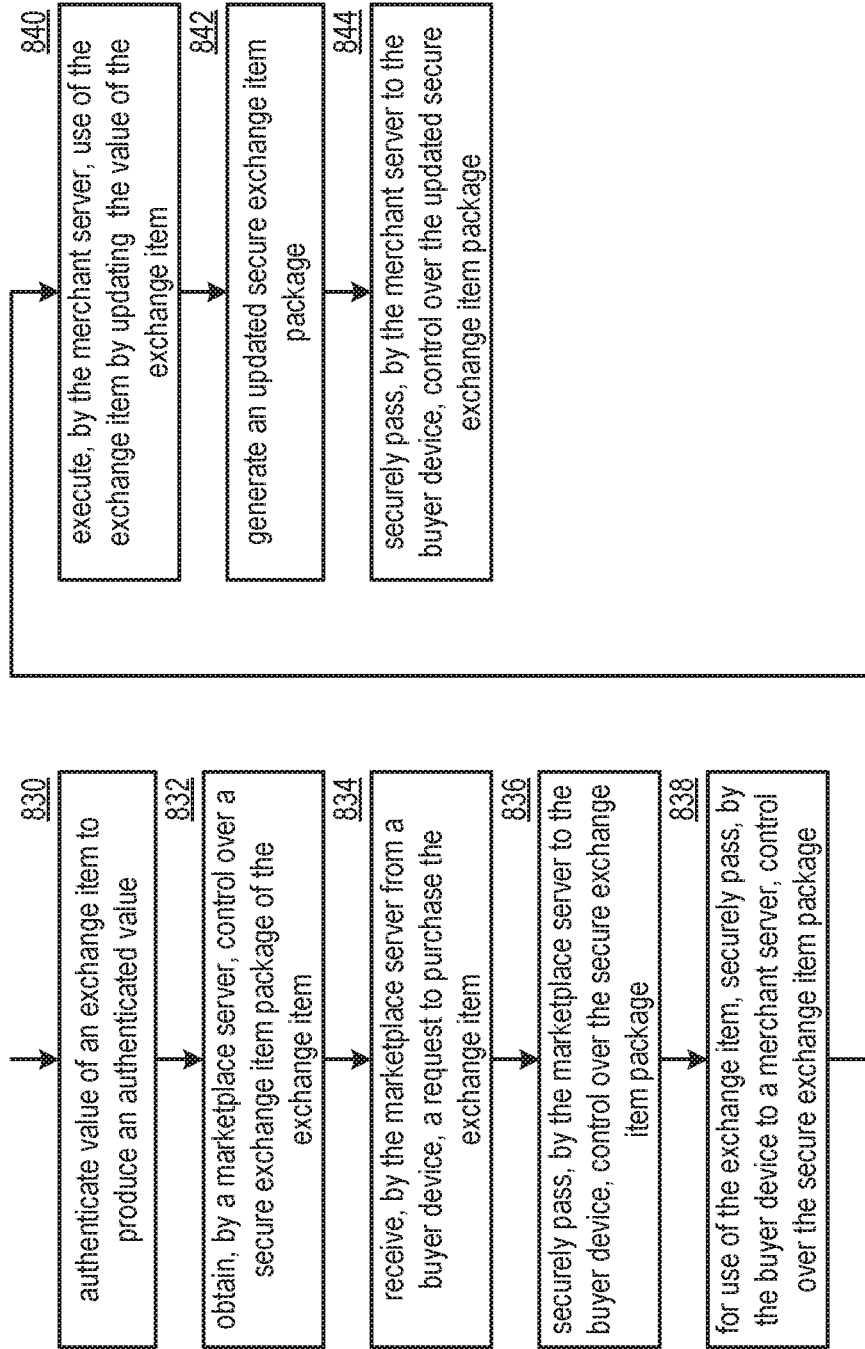 830
authenticate value of an exchange item to
produce an authenticated value
832
obtain, by a marketplace server, control over a
secure exchange item package of the
exchange item
834
receive, by the marketplace server from a
buyer device, a request to purchase the
exchange item
836
securely pass, by the marketplace server to the
buyer device, control over the secure exchange
item package
838
for use of the exchange item, securely pass, by
the buyer device to a merchant server, control
over the secure exchange item package
840
execute, by the merchant server, use of the
exchange item by updating the value of the
exchange item
842
generate an updated secure exchange item
package
844
securely pass, by the merchant server to the
buyer device, control over the updated secure
exchange item package